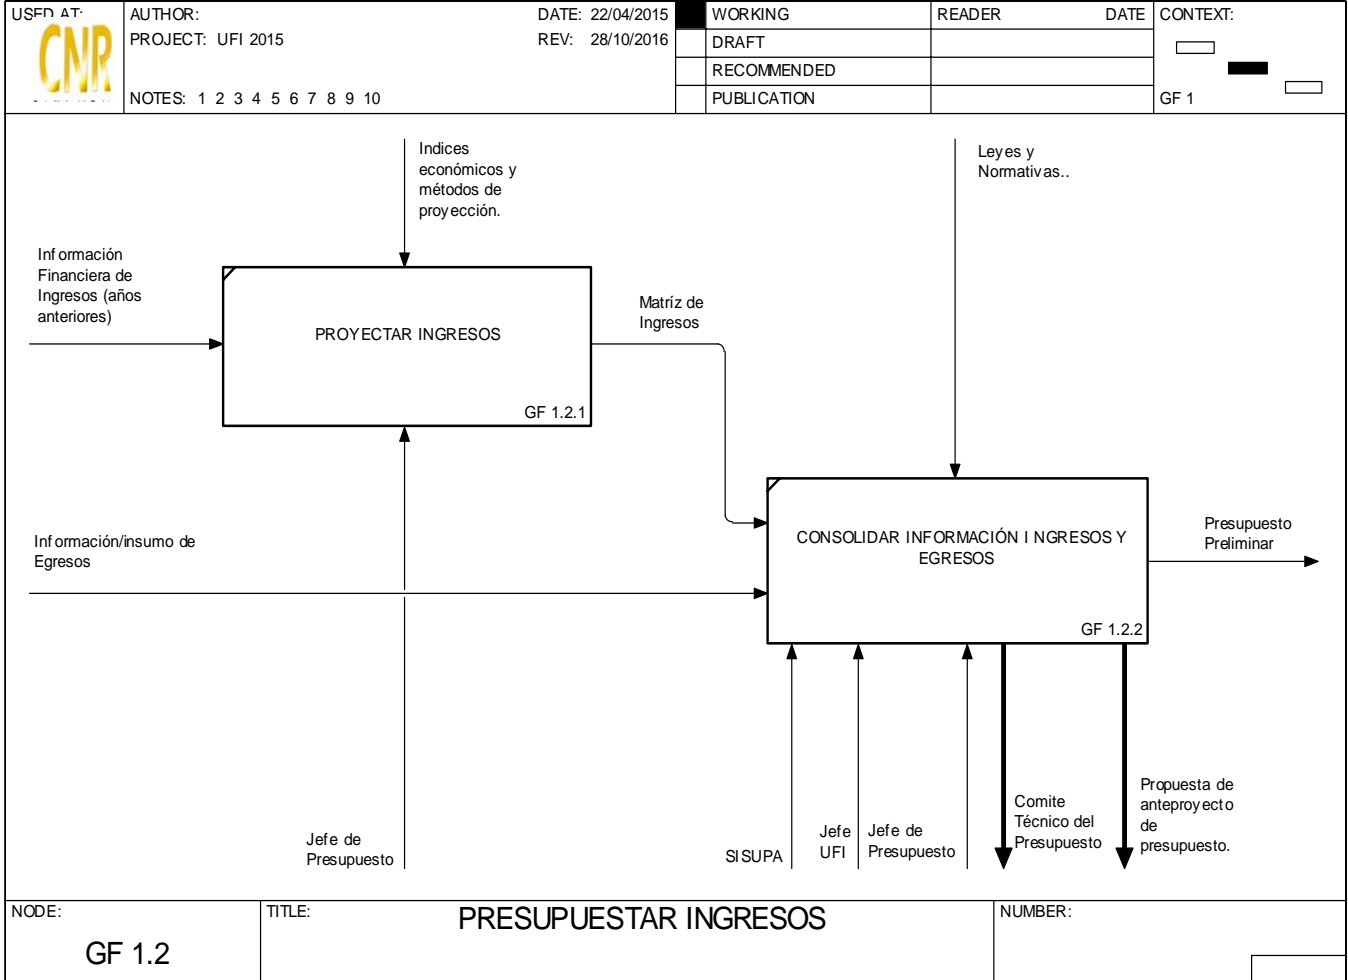 USED AT:
CNR
AUTHOR:
DATE: 22/04/2015
PROJECT: UFI 2015
REV: 28/10/2016
NOTES: 1 2 3 4 5 6 7 8 9 10
WORKING
DRAFT
RECOMMENDED
PUBLICATION
READER
DATE
CONTEXT:
GF 1
Indices
económicos y
métodos de
proyección.
Leyes y
Normativas..
Información
Financiera de
Ingresos (años
anteriores)
PROYECTAR INGRESOS
GF 1.2.1
Matríz de
Ingresos
Información/insumo de
Egresos
CONSOLIDAR INFORMACIÓN I NGRESOS Y
EGRESOS
GF 1.2.2
Presupuesto
Preliminar
Jefe de
Presupuesto
SISUPA
Jefe
UFI
Jefe de
Presupuesto
Comite
Técnico del
Presupuesto
Propuesta de
anteproyecto
de
presupuesto.
NODE:
GF 1.2
TITLE:
PRESUPUESTAR INGRESOS
NUMBER: